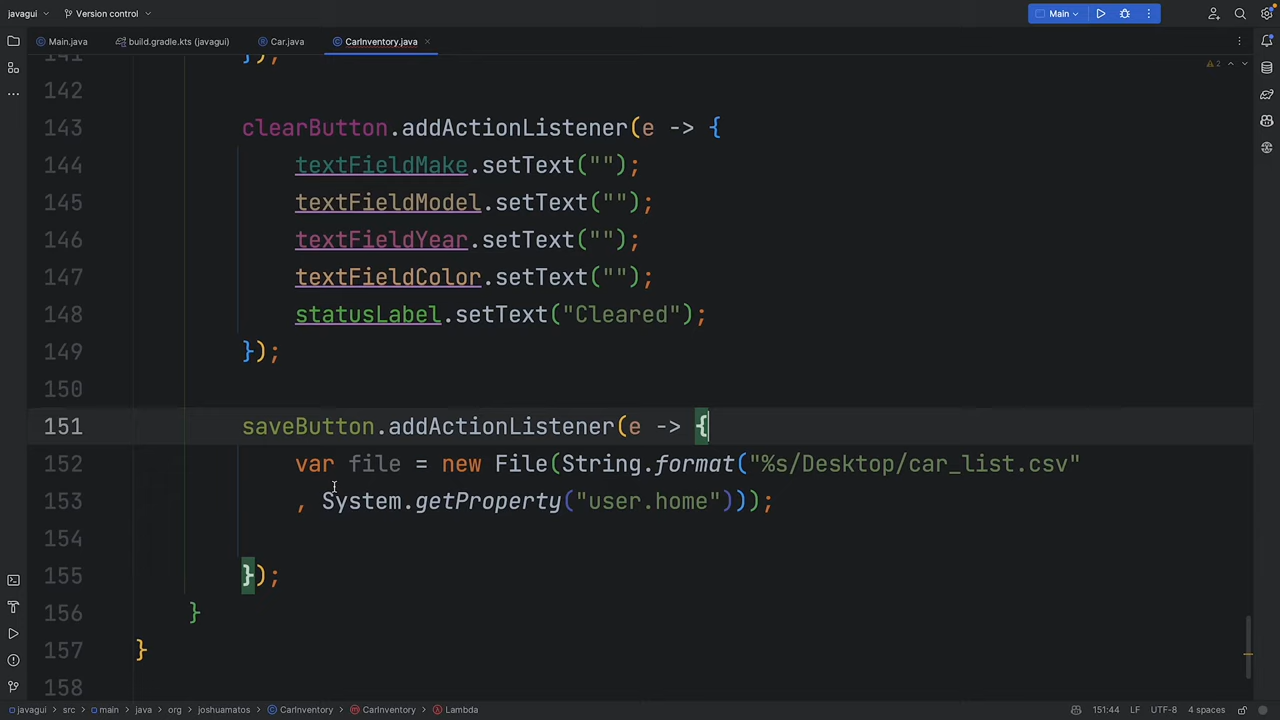 javagui
Version control
Main
Main.java
build.gradle.kts (javagui)
Car.java
CarInventory.java
2
141 });
142
143 clearButton.addActionListener(e -> {
144 textFieldMake.setText("");
145 textFieldModel.setText("");
146 textFieldYear.setText("");
147 textFieldColor.setText("");
148 statusLabel.setText("Cleared");
149 });
150
151 saveButton.addActionListener(e -> {
152 var file = new File(String.format("%s/Desktop/car_list.csv"
153 , System.getProperty("user.home")));
154
155 });
156 }
157 }
158
javagui > src > main > java > org > joshuamatos > CarInventory > CarInventory > Lambda
151:44 LF UTF-8 4 spaces